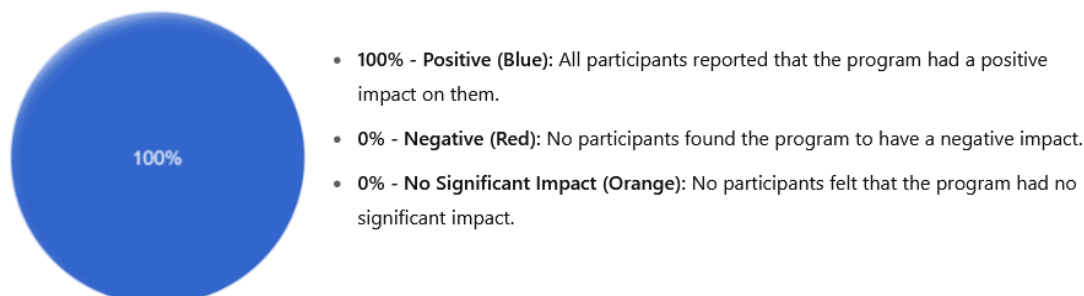 100%
• 100% - Positive (Blue): All participants reported that the program had a positive
impact on them.
• 0% - Negative (Red): No participants found the program to have a negative impact.
• 0% - No Significant Impact (Orange): No participants felt that the program had no
significant impact.